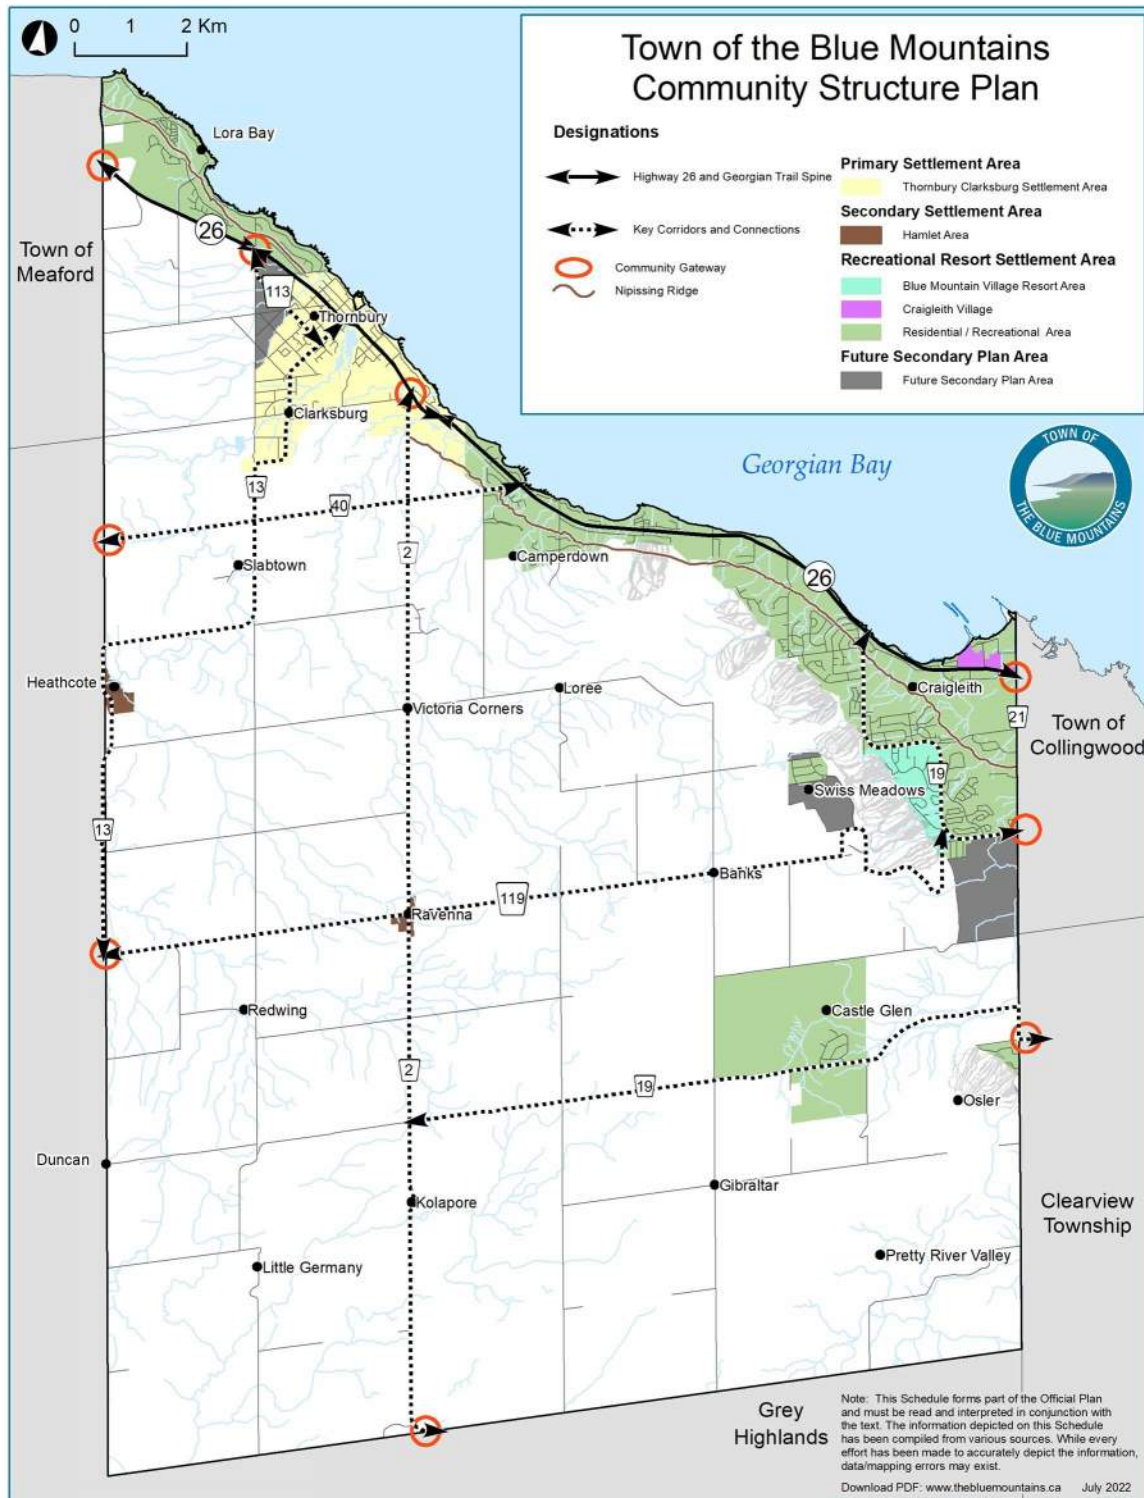 0 1 2 Km
Town of the Blue Mountains
Community Structure Plan
Designations
Highway 26 and Georgian Trail Spine
Key Corridors and Connections
Community Gateway
Nipissing Ridge
Primary Settlement Area
Thornbury Clarksburg Settlement Area
Secondary Settlement Area
Hamlet Area
Recreational Resort Settlement Area
Blue Mountain Village Resort Area
Craigleith Village
Residential / Recreational Area
Future Secondary Plan Area
Future Secondary Plan Area
Lora Bay
26
Town of
Meaford
113
Thornbury
Clarksburg
Georgian Bay
TOWN OF
THE BLUE MOUNTAINS
13
40
2
Slabtown
Camperdown
26
Heathcote
Loree
Craigleith
Victoria Corners
21
Town of
Collingwood
19
Swiss Meadows
13
Banks
119
Ravenna
Redwing
Castle Glen
2
19
Osler
Duncan
Gibraltar
Kolapore
Clearview
Township
Pretty River Valley
Little Germany
Grey
Highlands
Note: This Schedule forms part of the Official Plan
and must be read and interpreted in conjunction with
the text. The information depicted on this Schedule
has been compiled from various sources. While every
effort has been made to accurately depict the information,
data/mapping errors may exist.
Download PDF: www.thebluemountains.ca July 2022